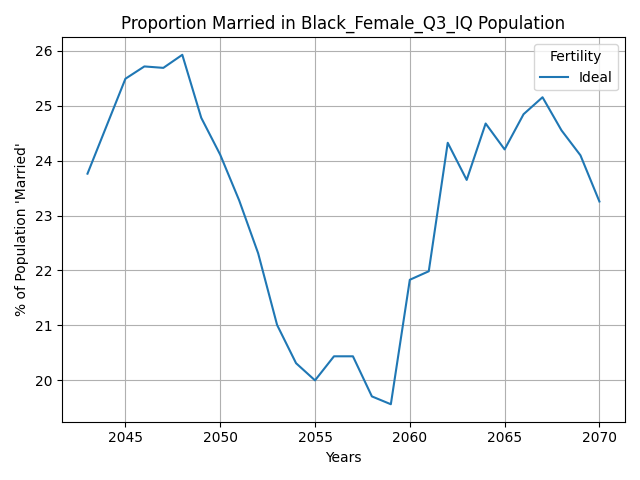 Proportion Married in Black_Female_Q3_IQ Population
Fertility
Ideal
% of Population 'Married'
26
25
24
23
22
21
20
2045 2050 2055 2060 2065 2070
Years